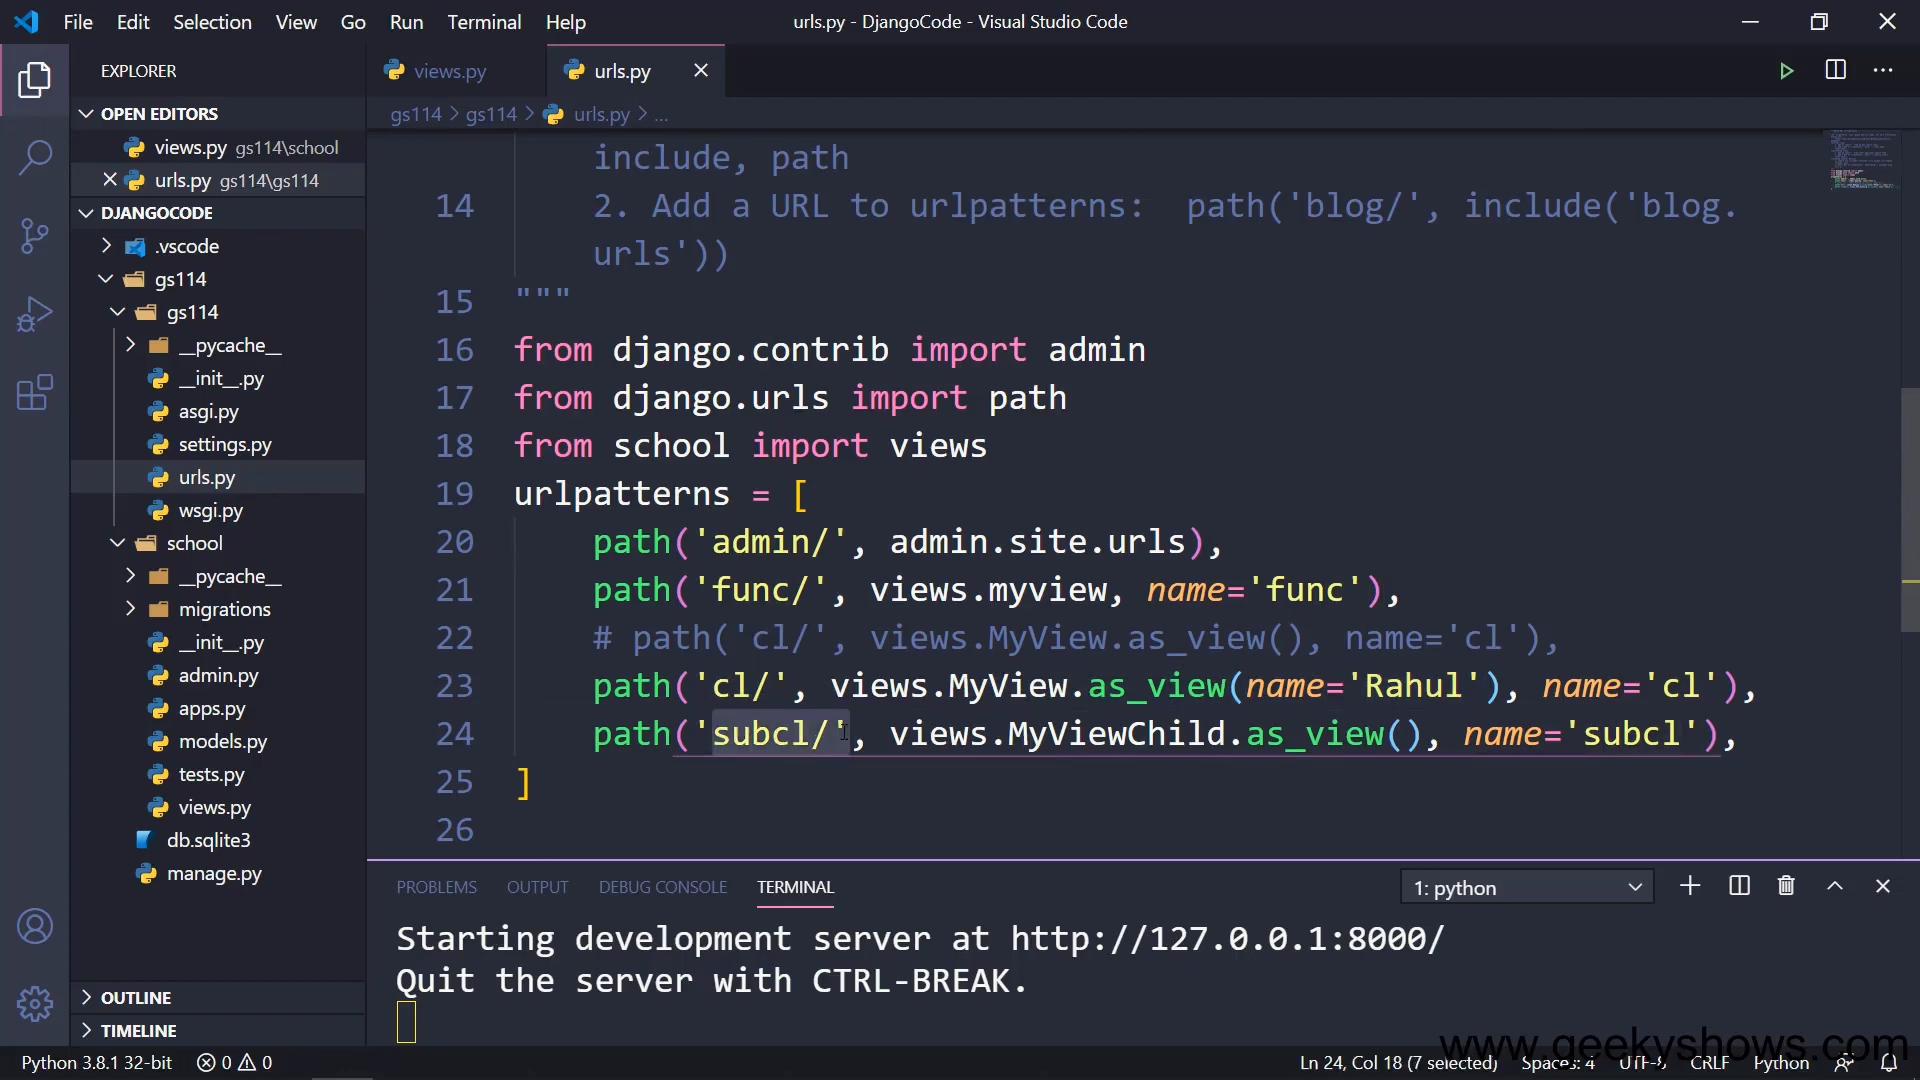 File Edit Selection View Go Run Terminal Help
urls.py - DjangoCode - Visual Studio Code
EXPLORER
OPEN EDITORS
views.py gs114\school
urls.py gs114\gs114
DJANGOCODE
.vscode
gs114
gs114
__pycache__
__init__.py
asgi.py
settings.py
urls.py
wsgi.py
school
__pycache__
migrations
__init__.py
admin.py
apps.py
models.py
tests.py
views.py
db.sqlite3
manage.py
OUTLINE
TIMELINE
views.py urls.py
gs114 > gs114 > urls.py > ...
include, path
14 2. Add a URL to urlpatterns:  path('blog/', include('blog.
urls'))
15 """
16 from django.contrib import admin
17 from django.urls import path
18 from school import views
19 urlpatterns = [
20 path('admin/', admin.site.urls),
21 path('func/', views.myview, name='func'),
22 # path('cl/', views.MyView.as_view(), name='cl'),
23 path('cl/', views.MyView.as_view(name='Rahul'), name='cl'),
24 path('subcl/', views.MyViewChild.as_view(), name='subcl'),
25 ]
26
PROBLEMS OUTPUT DEBUG CONSOLE TERMINAL 1: python
Starting development server at http://127.0.0.1:8000/
Quit the server with CTRL-BREAK.
www.geekyshows.com
Python 3.8.1 32-bit 0 0 Ln 24, Col 18 (7 selected) Spaces: 4 UTF-8 CRLF Python